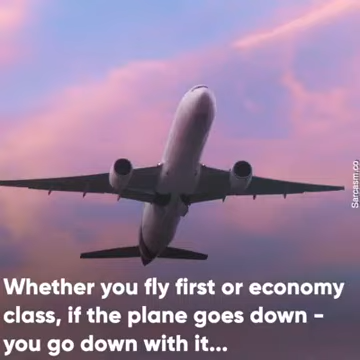 Sarcasm.co
Whether you fly first or economy
class, if the plane goes down -
you go down with it...